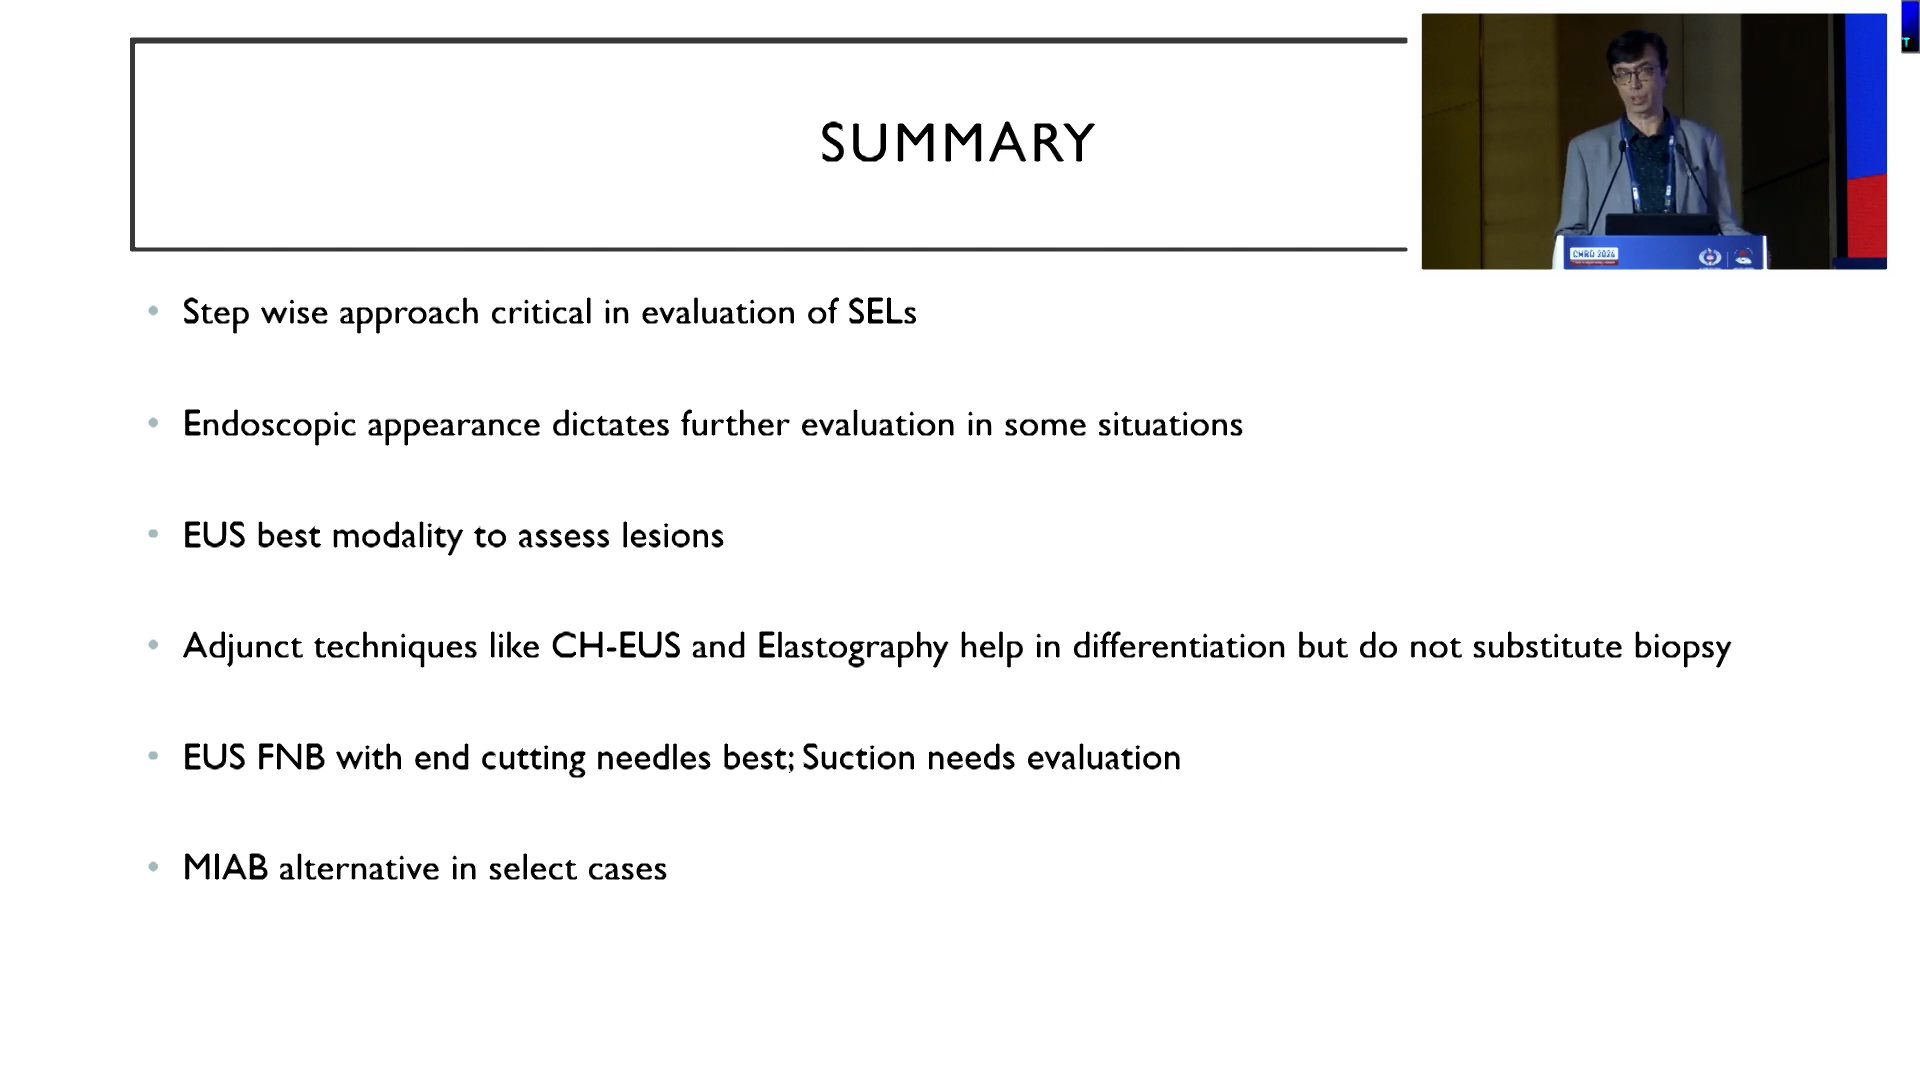 SUMMARY
• Step wise approach critical in evaluation of SELs
• Endoscopic appearance dictates further evaluation in some situations
• EUS best modality to assess lesions
• Adjunct techniques like CH-EUS and Elastography help in differentiation but do not substitute biopsy
• EUS FNB with end cutting needles best; Suction needs evaluation
• MIAB alternative in select cases
T